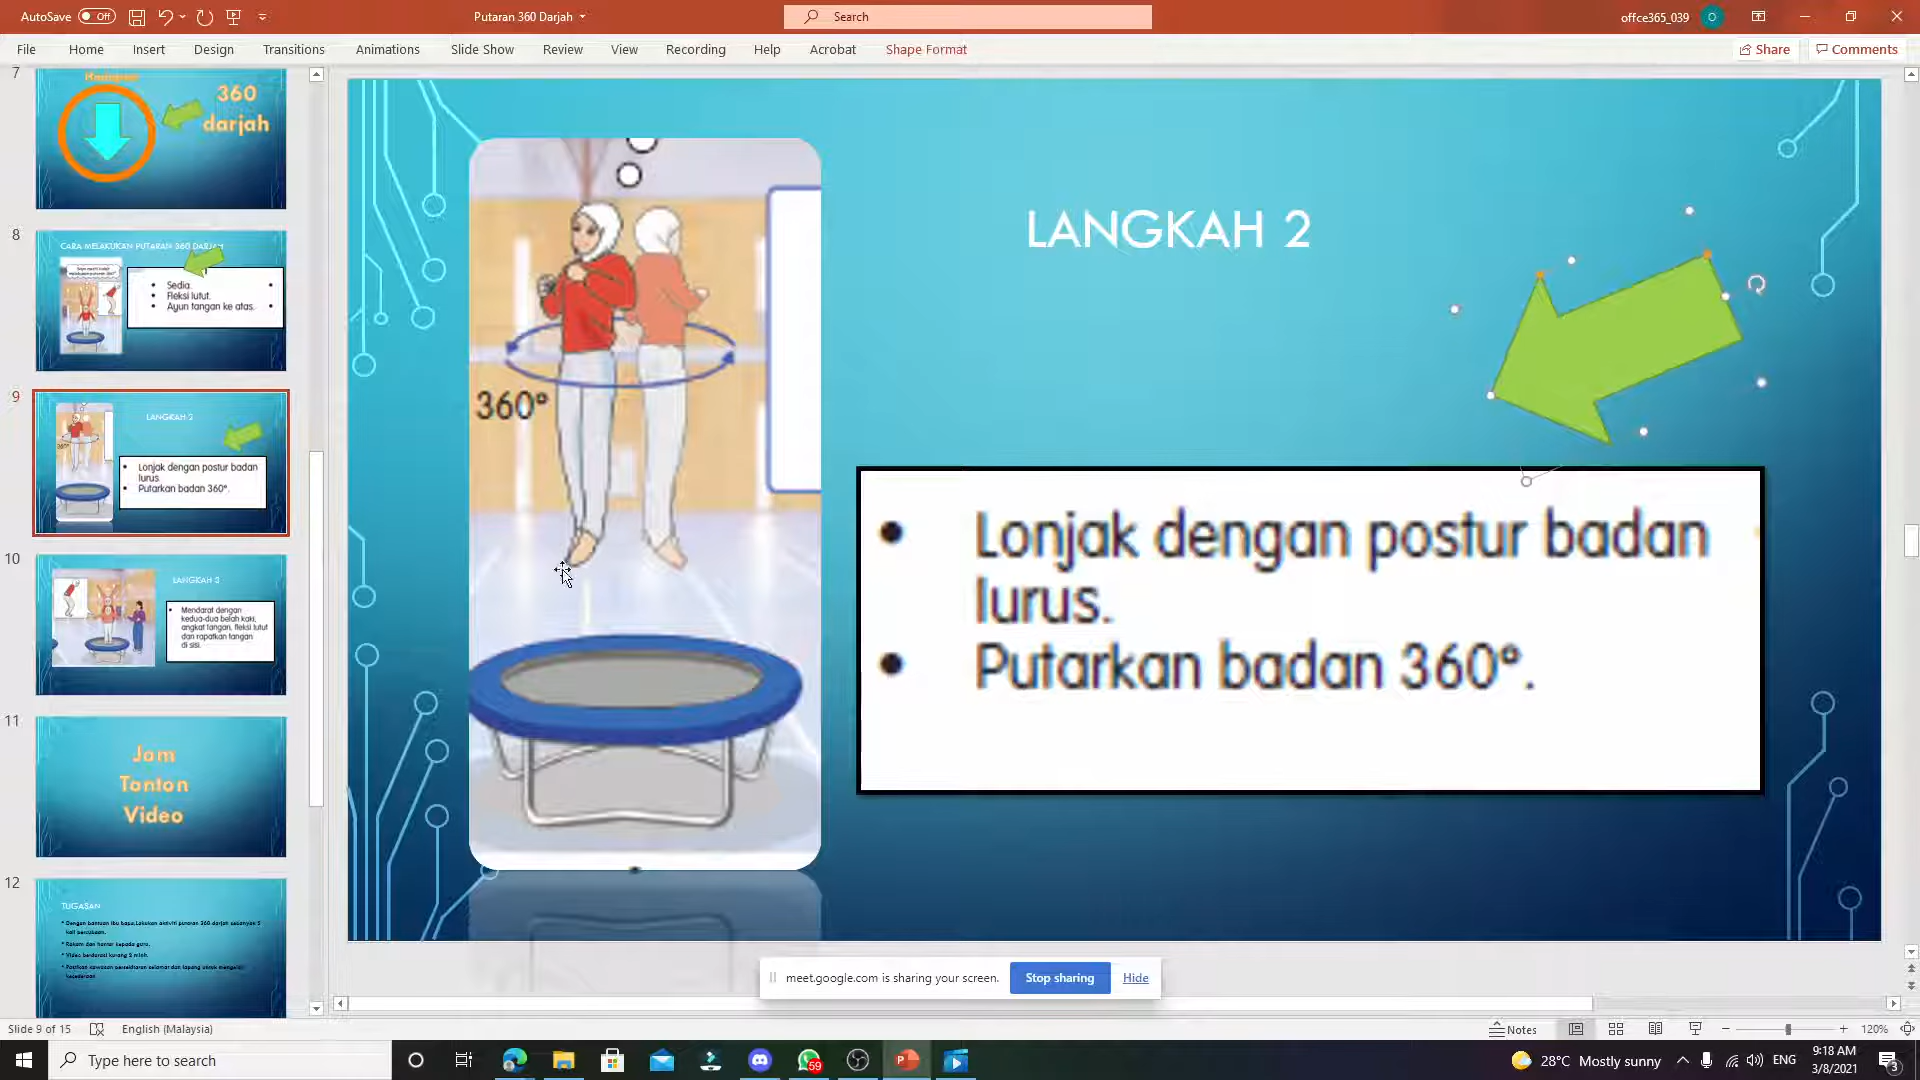 AutoSave Off
Putaran 360 Darjah
Search
offce365_039
O
File Home Insert Design Transitions Animations Slide Show Review View Recording Help Acrobat Shape Format
Share Comments
7
360
darjah
8
CARA MELAKUKAN PUTARAN 360 DARJAH
Sedia.
Fleksi lutut.
Ayun tangan ke atas.
9
LANGKAH 2
360°
Lonjak dengan postur badan
lurus.
Putarkan badan 360°.
10
LANGKAH 3
Mendarat dengan
kedua-dua belah kaki,
angkat tangan, fleksi lutut
dan rapatkan tangan
di sisi.
11
Jom
Tonton
Video
12
TUGASAN
LANGKAH 2
360°
• Lonjak dengan postur badan
lurus.
• Putarkan badan 360°.
meet.google.com is sharing your screen.
Stop sharing
Hide
Slide 9 of 15
English (Malaysia)
Notes
120%
Type here to search
59
28°C Mostly sunny
ENG
9:18 AM
3/8/2021
3